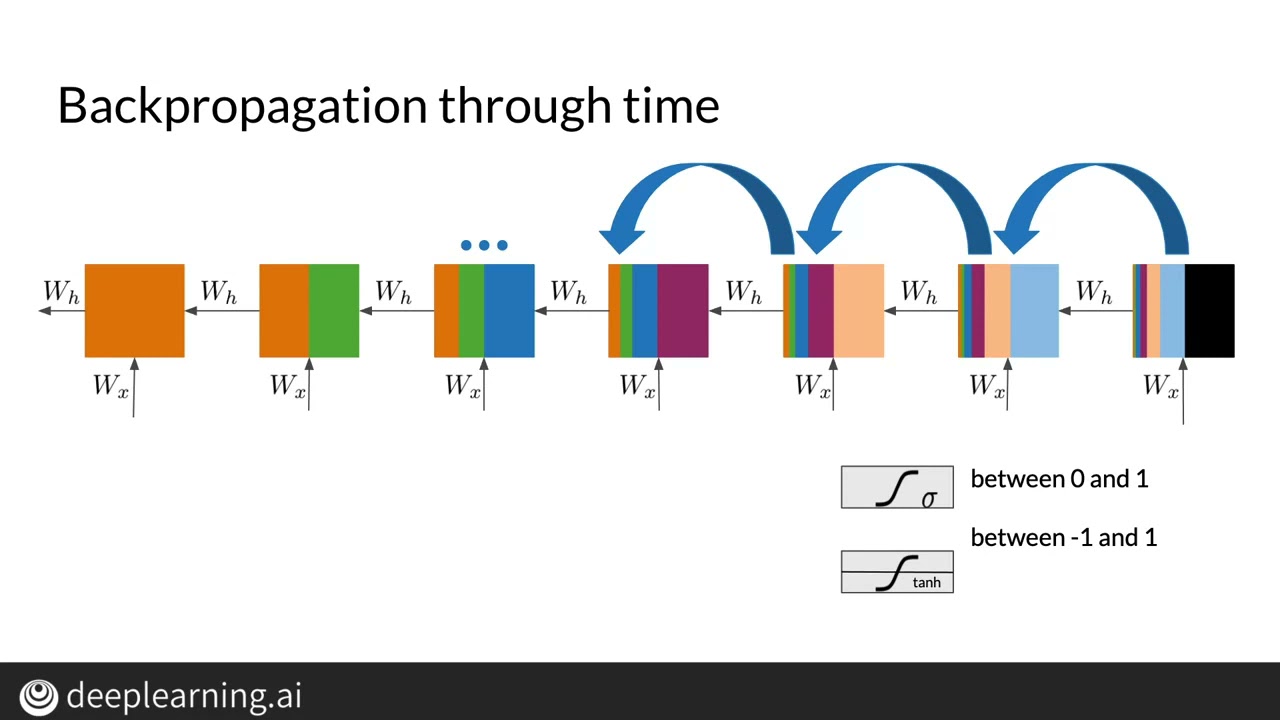 Backpropagation through time
W_h W_h W_h W_h W_h W_h W_h
W_x W_x W_x W_x W_x W_x W_x
σ between 0 and 1
between -1 and 1
tanh
deeplearning.ai